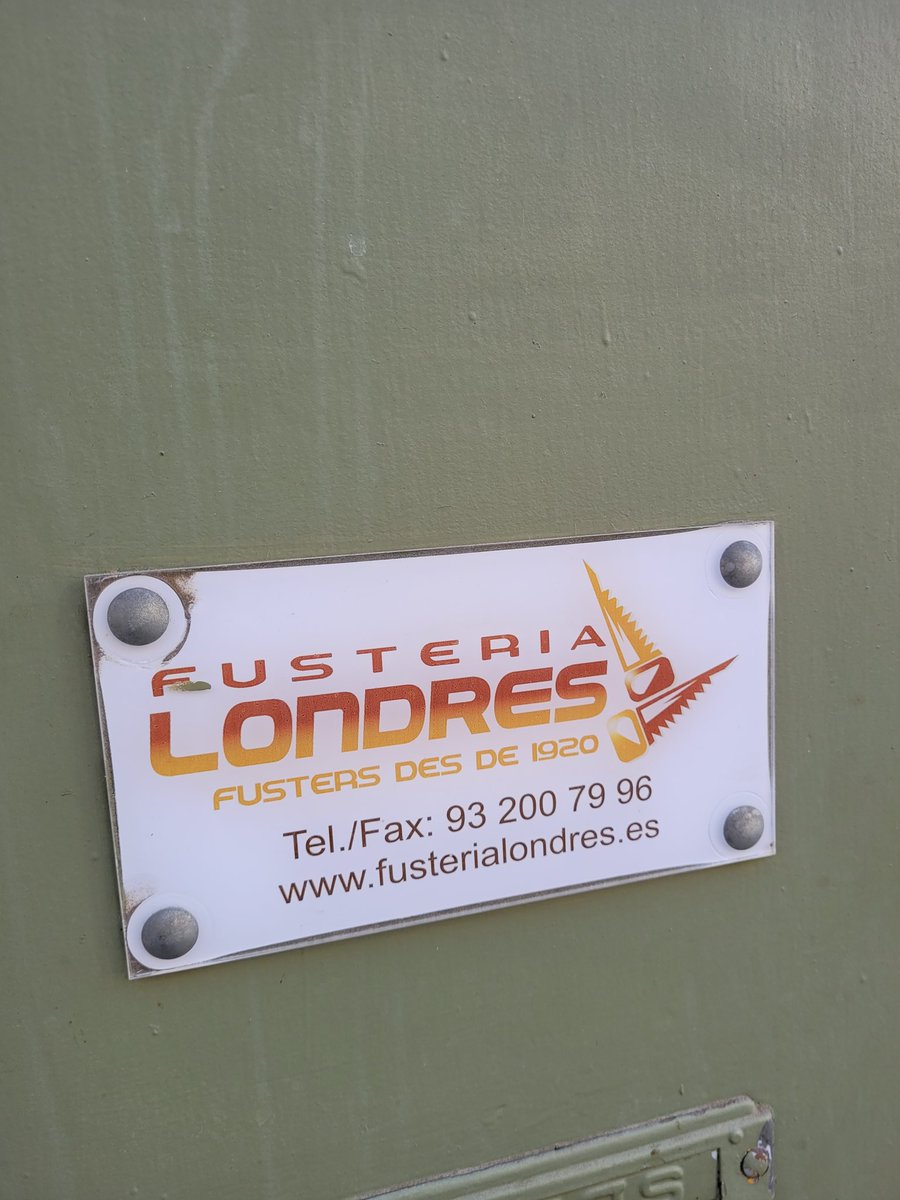 FUSTERIA
LONDRES
FUSTERS DES DE 1920
Tel./Fax: 93 200 79 96
www.fusterialondres.es